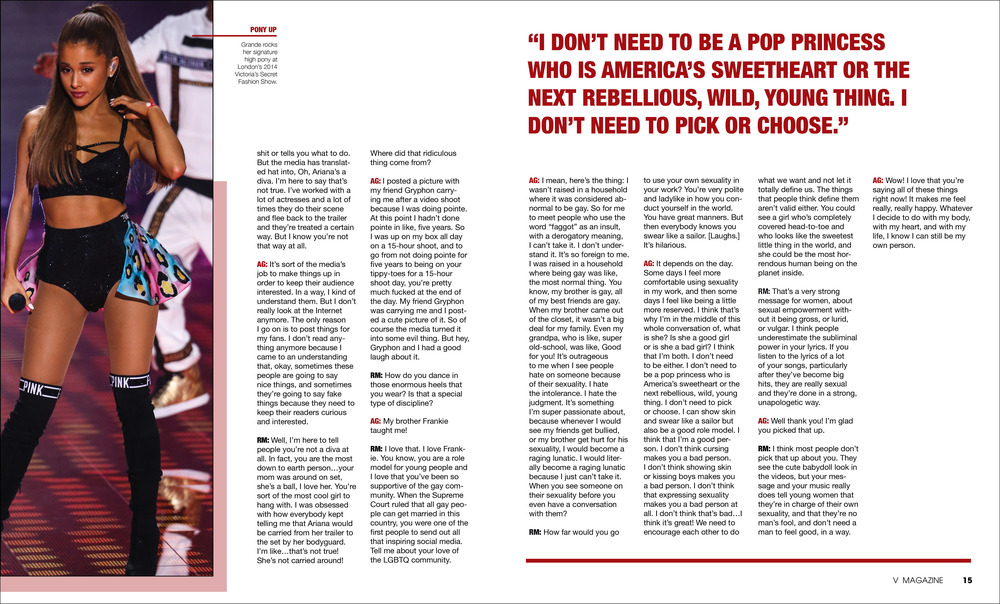 PONY UP
Grande rocks
her signature
high pony at
London's 2014
Victoria's Secret
Fashion Show.
PINK
PINK
shit or tells you what to do.
But the media has translat-
ed hat into, Oh, Ariana's a
diva. I'm here to say that's
not true. I've worked with a
lot of actresses and a lot of
times they do their scene
and flee back to the trailer
and they're treated a certain
way. But I know you're not
that way at all.
AG: It's sort of the media's
job to make things up in
order to keep their audience
interested. In a way, I kind of
understand them. But I don't
really look at the Internet
anymore. The only reason
I go on is to post things for
my fans. I don't read any-
thing anymore because I
came to an understanding
that, okay, sometimes these
people are going to say
nice things, and sometimes
they're going to say fake
things because they need to
keep their readers curious
and interested.
RM: Well, I'm here to tell
people you're not a diva at
all. In fact, you are the most
down to earth person…your
mom was around on set,
she's a ball, I love her. You're
sort of the most cool girl to
hang with. I was obsessed
with how everybody kept
telling me that Ariana would
be carried from her trailer to
the set by her bodyguard.
I'm like…that's not true!
She's not carried around!
Where did that ridiculous
thing come from?
AG: I posted a picture with
my friend Gryphon carry-
ing me after a video shoot
because I was doing pointe.
At this point I hadn't done
pointe in, like, five years. So
I was up on my box all day
on a 15-hour shoot, and to
go from not doing pointe for
five years to being on your
tippy-toes for a 15-hour
shoot day, you're pretty
much fucked at the end of
the day. My friend Gryphon
was carrying me and I post-
ed a cute picture of it. So of
course the media turned it
into some evil thing. But hey,
Gryphon and I had a good
laugh about it.
RM: How do you dance in
those enormous heels that
you wear? Is that a special
type of discipline?
AG: My brother Frankie
taught me!
RM: I love that. I love Frank-
ie. You know, you are a role
model for young people and
I love that you've been so
supportive of the gay com-
munity. When the Supreme
Court ruled that all gay peo-
ple can get married in this
country, you were one of the
first people to send out all
that inspiring social media.
Tell me about your love of
the LGBTQ community.
“I DON'T NEED TO BE A POP PRINCESS
WHO IS AMERICA'S SWEETHEART OR THE
NEXT REBELLIOUS, WILD, YOUNG THING. I
DON'T NEED TO PICK OR CHOOSE.”
AG: I mean, here's the thing: I
wasn't raised in a household
where it was considered ab-
normal to be gay. So for me
to meet people who use the
word “faggot” as an insult,
with a derogatory meaning,
I can't take it. I don't under-
stand it. It's so foreign to me.
I was raised in a household
where being gay was like,
the most normal thing. You
know, my brother is gay, all
of my best friends are gay.
When my brother came out
of the closet, it wasn't a big
deal for my family. Even my
grandpa, who is like, super
old-school, was like, Good
for you! It's outrageous
to me when I see people
hate on someone because
of their sexuality. I hate
the intolerance. I hate the
judgment. It's something
I'm super passionate about,
because whenever I would
see my friends get bullied,
or my brother get hurt for his
sexuality, I would become a
raging lunatic. I would liter-
ally become a raging lunatic
because I just can't take it.
When you see someone on
their sexuality before you
even have a conversation
with them?
RM: How far would you go
to use your own sexuality in
your work? You're very polite
and ladylike in how you con-
duct yourself in the world.
You have great manners. But
then everybody knows you
swear like a sailor. [Laughs.]
It's hilarious.
AG: It depends on the day.
Some days I feel more
comfortable using sexuality
in my work, and then some
days I feel like being a little
more reserved. I think that's
why I'm in the middle of this
whole conversation of, what
is she? Is she a good girl
or is she a bad girl? I think
that I'm both. I don't need
to be either. I don't need to
be a pop princess who is
America's sweetheart or the
next rebellious, wild, young
thing. I don't need to pick
or choose. I can show skin
and swear like a sailor but
also be a good role model. I
think that I'm a good per-
son. I don't think cursing
makes you a bad person.
I don't think showing skin
or kissing boys makes you
a bad person. I don't think
that expressing sexuality
makes you a bad person at
all. I don't think that's bad…I
think it's great! We need to
encourage each other to do
what we want and not let it
totally define us. The things
that people think define them
aren't valid either. You could
see a girl who's completely
covered head-to-toe and
who looks like the sweetest
little thing in the world, and
she could be the most hor-
rendous human being on the
planet inside.
RM: That's a very strong
message for women, about
sexual empowerment with-
out it being gross, or lurid,
or vulgar. I think people
underestimate the subliminal
power in your lyrics. If you
listen to the lyrics of a lot
of your songs, particularly
after they've become big
hits, they are really sexual
and they're done in a strong,
unapologetic way.
AG: Well thank you! I'm glad
you picked that up.
RM: I think most people don't
pick that up about you. They
see the cute babydoll look in
the videos, but your mes-
sage and your music really
does tell young women that
they're in charge of their own
sexuality, and that they're no
man's fool, and don't need a
man to feel good, in a way.
AG: Wow! I love that you're
saying all of these things
right now! It makes me feel
really, really happy. Whatever
I decide to do with my body,
with my heart, and with my
life, I know I can still be my
own person.
V MAGAZINE 15